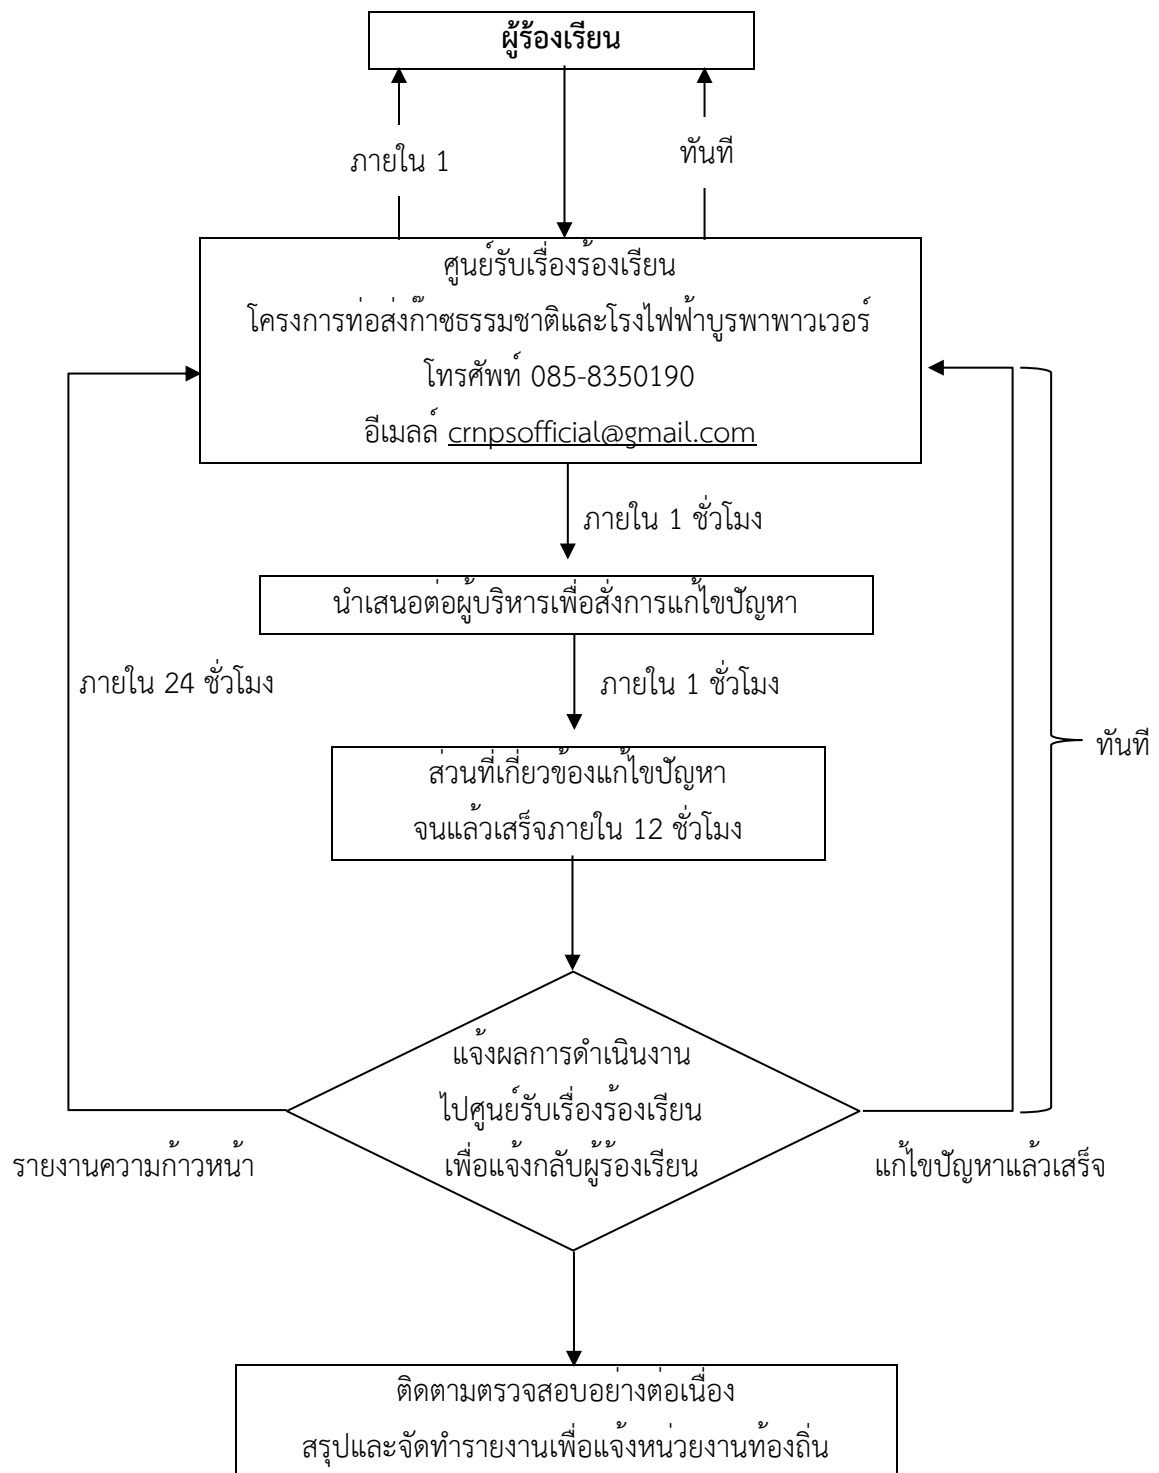 ผู้ร้องเรียน
ภายใน 1
ทันที
ศูนย์รับเรื่องร้องเรียน
โครงการท่อส่งก๊าซธรรมชาติและโรงไฟฟ้าบูรพาพาวเวอร์
โทรศัพท์ 085-8350190
อีเมลล์ crnpsofficial@gmail.com
ภายใน 1 ชั่วโมง
นำเสนอต่อผู้บริหารเพื่อสั่งการแก้ไขปัญหา
ภายใน 24 ชั่วโมง
ภายใน 1 ชั่วโมง
ทันที
ส่วนที่เกี่ยวข้องแก้ไขปัญหา
จนแล้วเสร็จภายใน 12 ชั่วโมง
แจ้งผลการดำเนินงาน
ไปศูนย์รับเรื่องร้องเรียน
เพื่อแจ้งกลับผู้ร้องเรียน
รายงานความก้าวหน้า
แก้ไขปัญหาแล้วเสร็จ
ติดตามตรวจสอบอย่างต่อเนื่อง
สรุปและจัดทำรายงานเพื่อแจ้งหน่วยงานท้องถิ่น